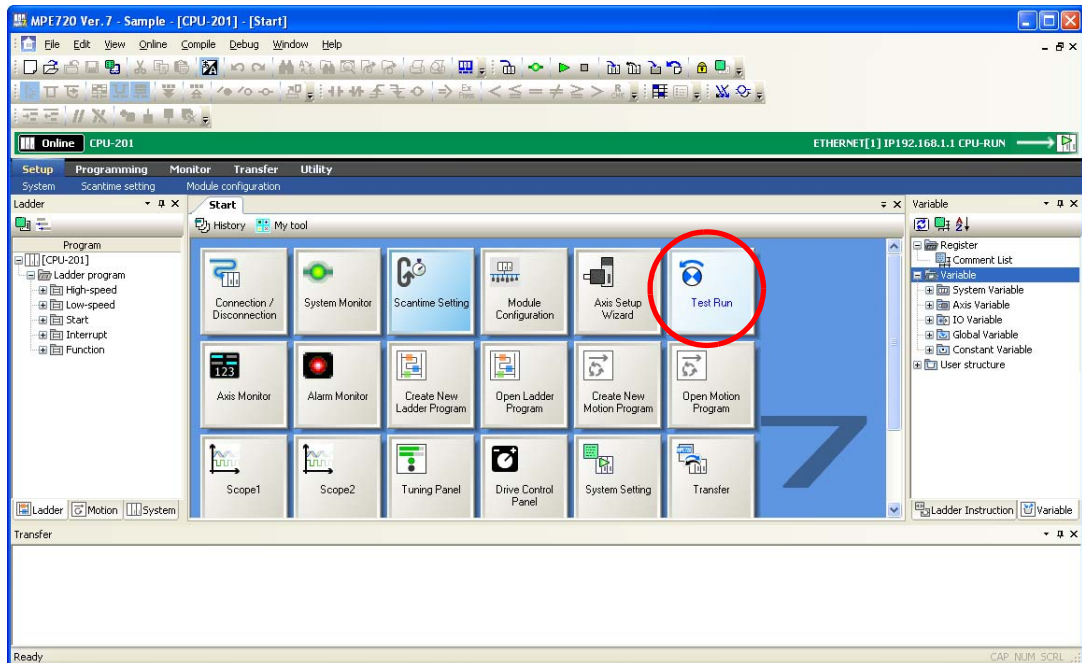 MPE720 Ver.7 - Sample - [CPU-201] - [Start]
File Edit View Online Compile Debug Window Help
Online CPU-201
ETHERNET[1] IP192.168.1.1 CPU-RUN
Setup Programming Monitor Transfer Utility
System Scantime setting Module configuration
Ladder
Program
[CPU-201]
Ladder program
High-speed
Low-speed
Start
Interrupt
Function
Ladder Motion System
Start
History My tool
Connection / Disconnection
System Monitor
Scantime Setting
Module Configuration
Axis Setup Wizard
Test Run
123
Axis Monitor
Alarm Monitor
Create New Ladder Program
Open Ladder Program
Create New Motion Program
Open Motion Program
Scope1
Scope2
Tuning Panel
Drive Control Panel
System Setting
Transfer
7
Variable
Register
Comment List
Variable
System Variable
Axis Variable
IO Variable
Global Variable
Constant Variable
User structure
Ladder Instruction Variable
Transfer
Ready
CAP NUM SCRL